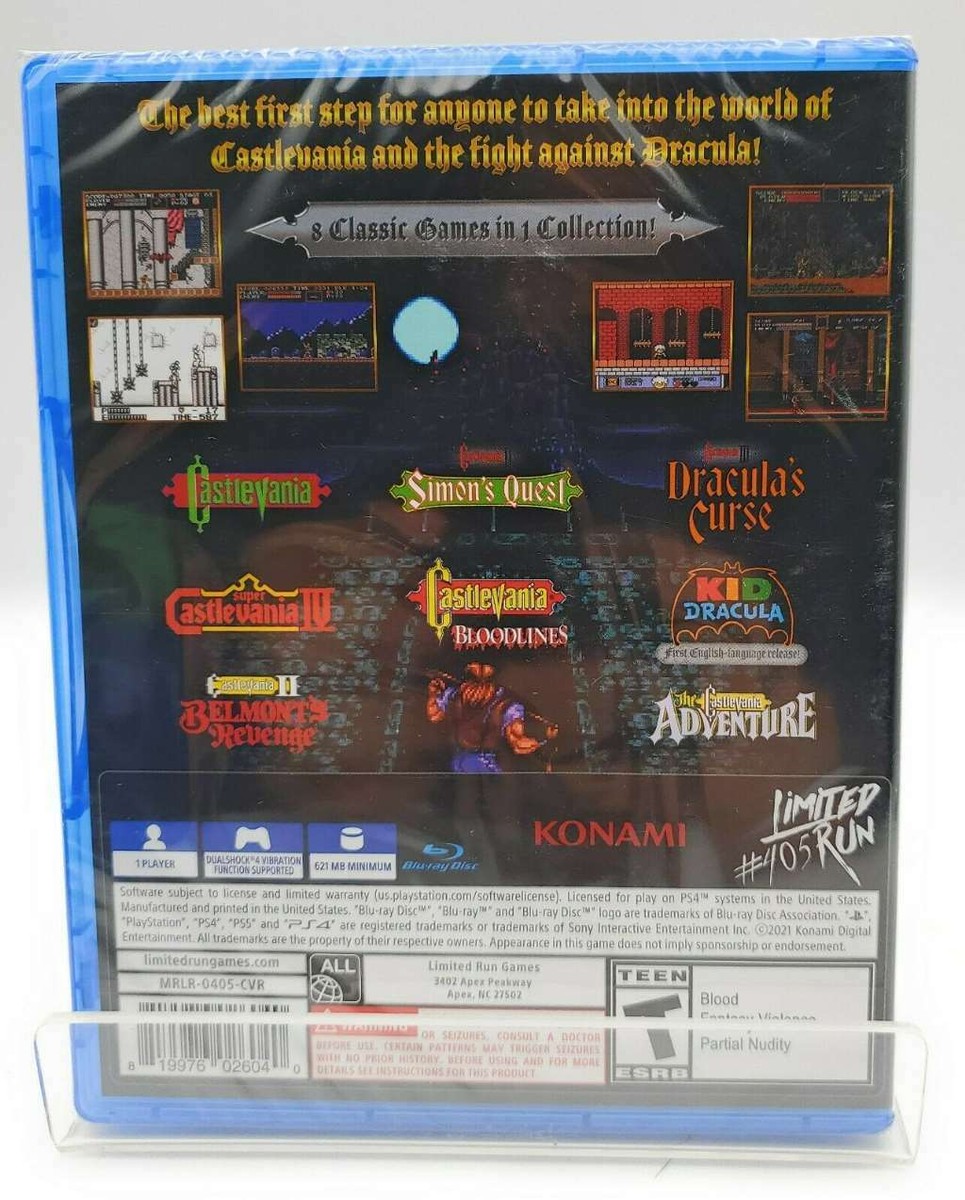 The best first step for anyone to take into the world of
Castlevania and the fight against Dracula!
8 Classic Games in 1 Collection!
TIME-587
Castlevania
Castlevania II
Simon's Quest
Castlevania III
Dracula's
Curse
Super
Castlevania IV
Castlevania
BLOODLINES
KID
DRACULA
First English-language release!
Castlevania II
BELMONT'S
Revenge
The Castlevania
ADVENTURE
LIMITED
RUN
#405
KONAMI
1 PLAYER
DUALSHOCK®4 VIBRATION
FUNCTION SUPPORTED
621 MB MINIMUM
Blu-ray Disc
Software subject to license and limited warranty (us.playstation.com/softwarelicense). Licensed for play on PS4™ systems in the United States.
Manufactured and printed in the United States. "Blu-ray Disc™", "Blu-ray™" and "Blu-ray Disc™" logo are trademarks of Blu-ray Disc Association. "
",
"PlayStation", "PS4", "PS5" and "PS4" are registered trademarks or trademarks of Sony Interactive Entertainment Inc. ©2021 Konami Digital
Entertainment. All trademarks are the property of their respective owners. Appearance in this game does not imply sponsorship or endorsement.
limitedrungames.com
MRLR-0405-CVR
ALL
Limited Run Games
3402 Apex Peakway
Apex, NC 27502
TEEN
T
ESRB
Blood
Fantasy Violence
Partial Nudity
WARNING
OR SEIZURES. CONSULT A DOCTOR
BEFORE USE. CERTAIN PATTERNS MAY TRIGGER SEIZURES
WITH NO PRIOR HISTORY. BEFORE USING AND FOR MORE
DETAILS SEE INSTRUCTIONS FOR THIS PRODUCT
8 19976 02604 0